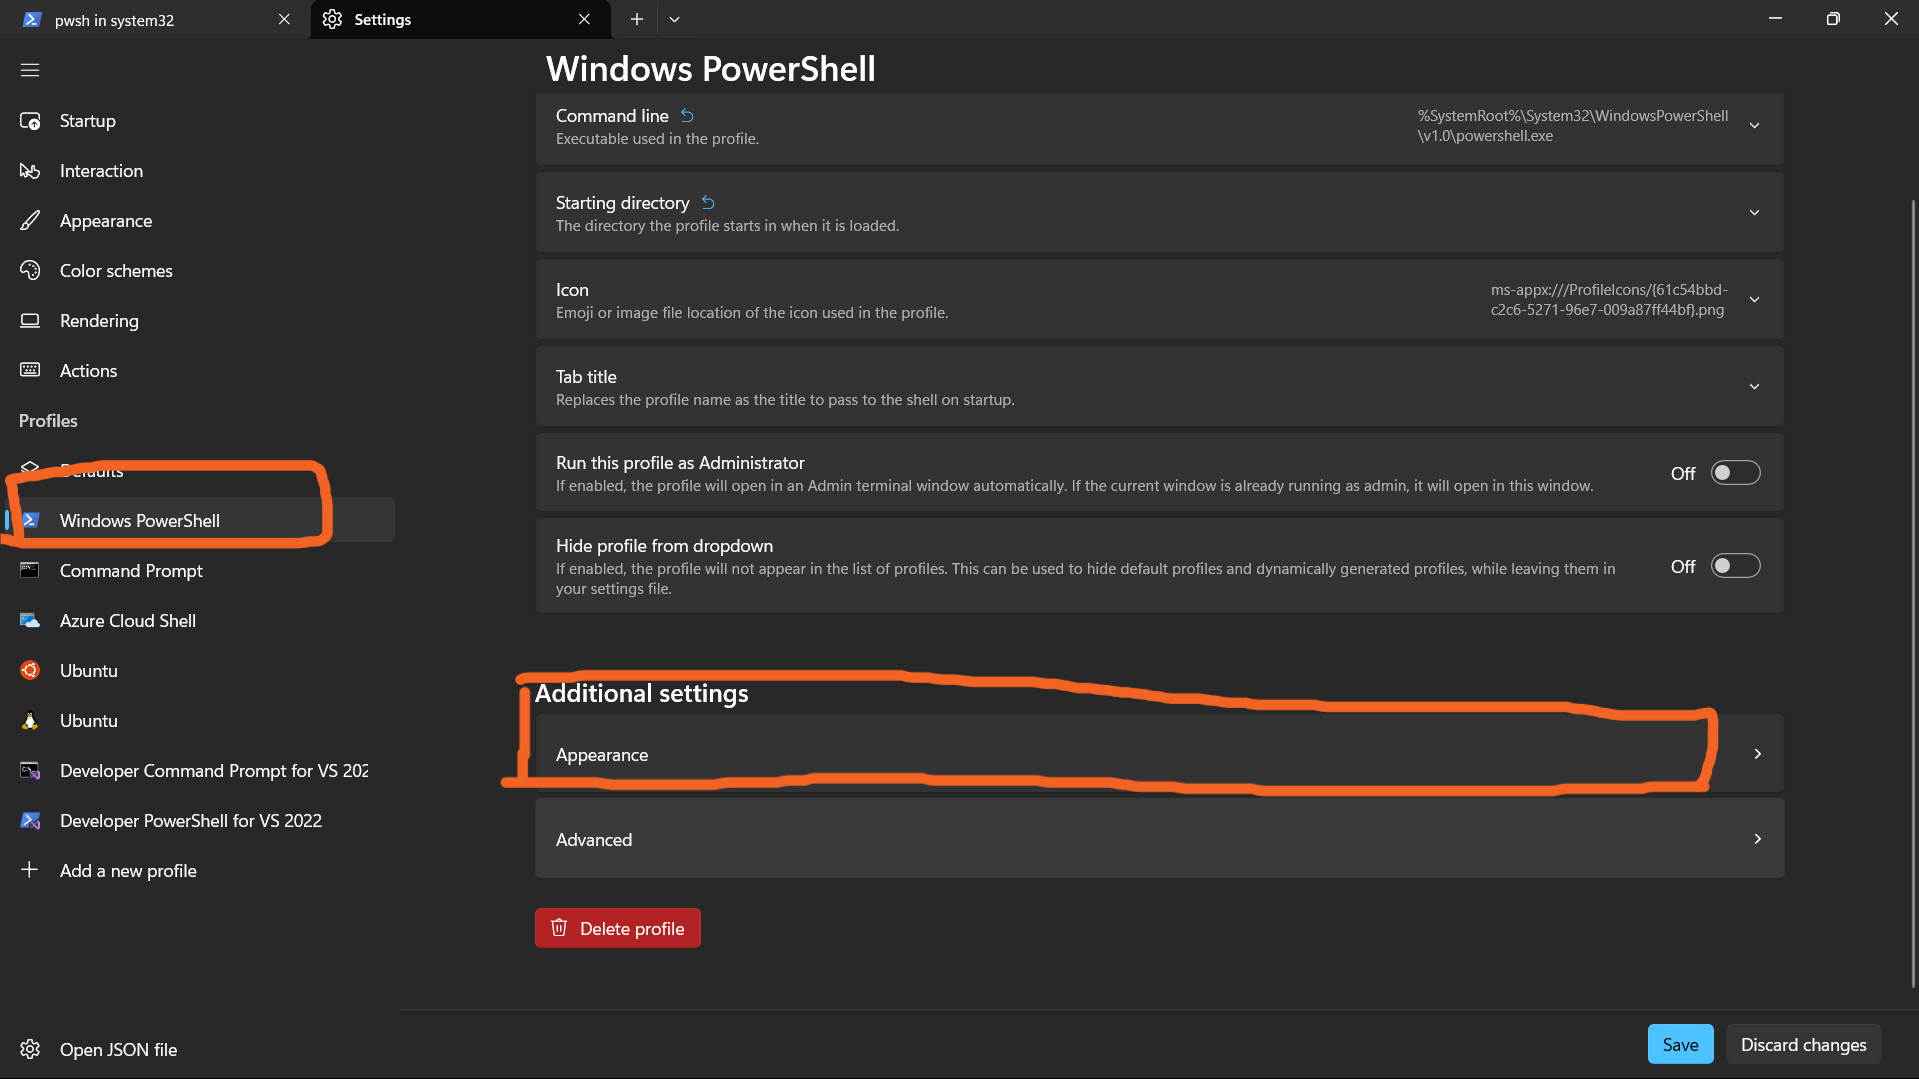 pwsh in system32
Settings
Startup
Interaction
Appearance
Color schemes
Rendering
Actions
Profiles
Defaults
Windows PowerShell
Command Prompt
Azure Cloud Shell
Ubuntu
Ubuntu
Developer Command Prompt for VS 202
Developer PowerShell for VS 2022
Add a new profile
Open JSON file
Windows PowerShell
Command line
Executable used in the profile.
%SystemRoot%\System32\WindowsPowerShell
\v1.0\powershell.exe
Starting directory
The directory the profile starts in when it is loaded.
Icon
Emoji or image file location of the icon used in the profile.
ms-appx:///ProfileIcons/{61c54bbd-
c2c6-5271-96e7-009a87ff44bf}.png
Tab title
Replaces the profile name as the title to pass to the shell on startup.
Run this profile as Administrator
If enabled, the profile will open in an Admin terminal window automatically. If the current window is already running as admin, it will open in this window.
Off
Hide profile from dropdown
If enabled, the profile will not appear in the list of profiles. This can be used to hide default profiles and dynamically generated profiles, while leaving them in
your settings file.
Off
Additional settings
Appearance
Advanced
Delete profile
Save
Discard changes